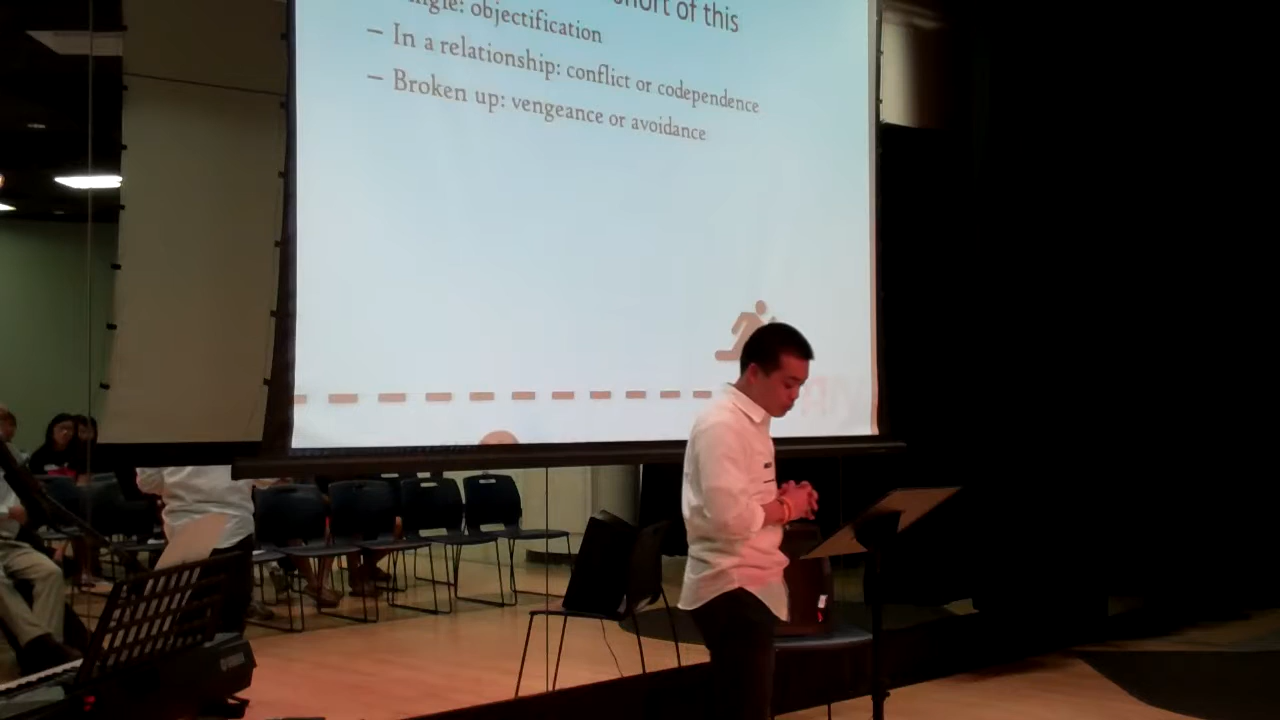 short of this
objectification
– In a relationship: conflict or codependence
– Broken up: vengeance or avoidance